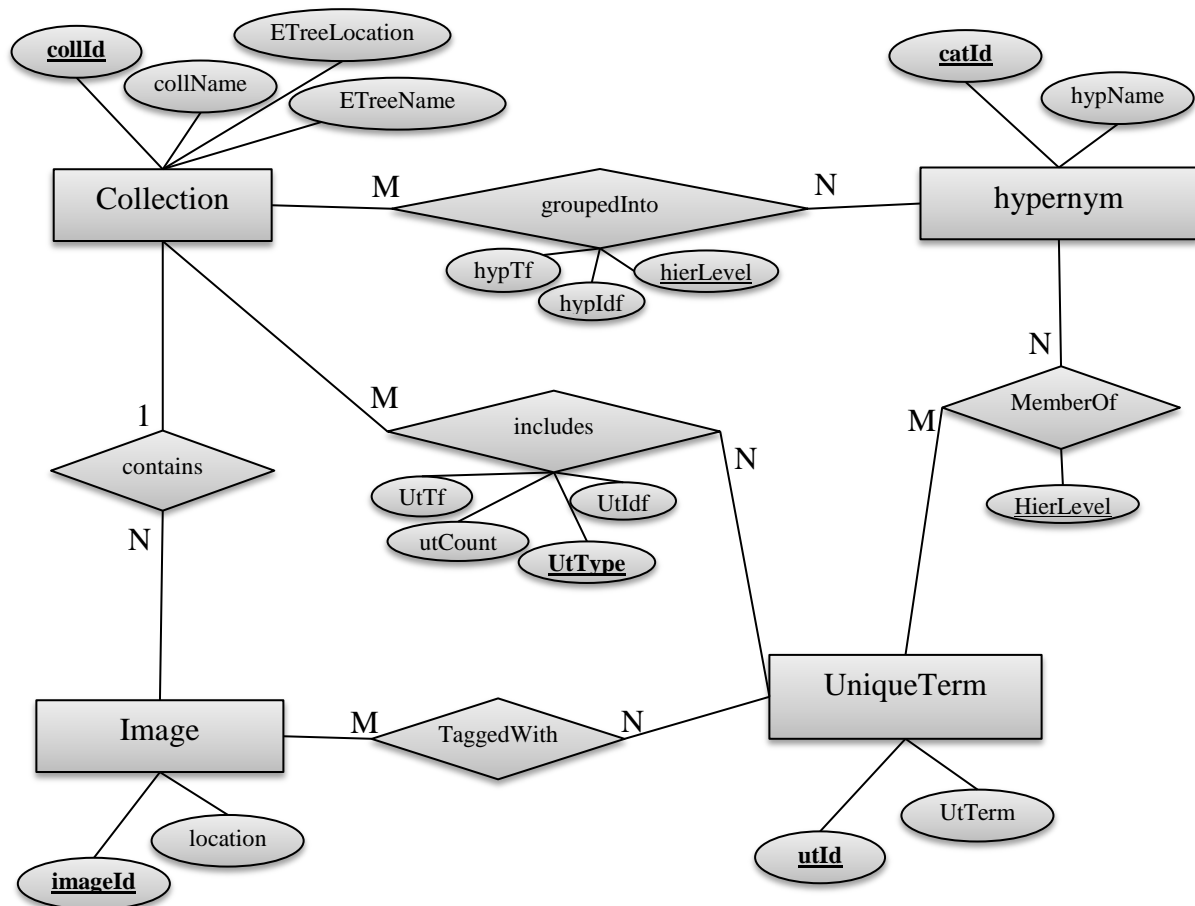 ETreeLocation
collId
catId
collName
hypName
ETreeName
Collection
M
groupedInto
N
hypernym
hypTf
hypIdf
hierLevel
N
M
includes
MemberOf
1
M
contains
N
UtTf
UtIdf
HierLevel
N
utCount
UtType
UniqueTerm
Image
M
TaggedWith
N
location
UtTerm
imageId
utId